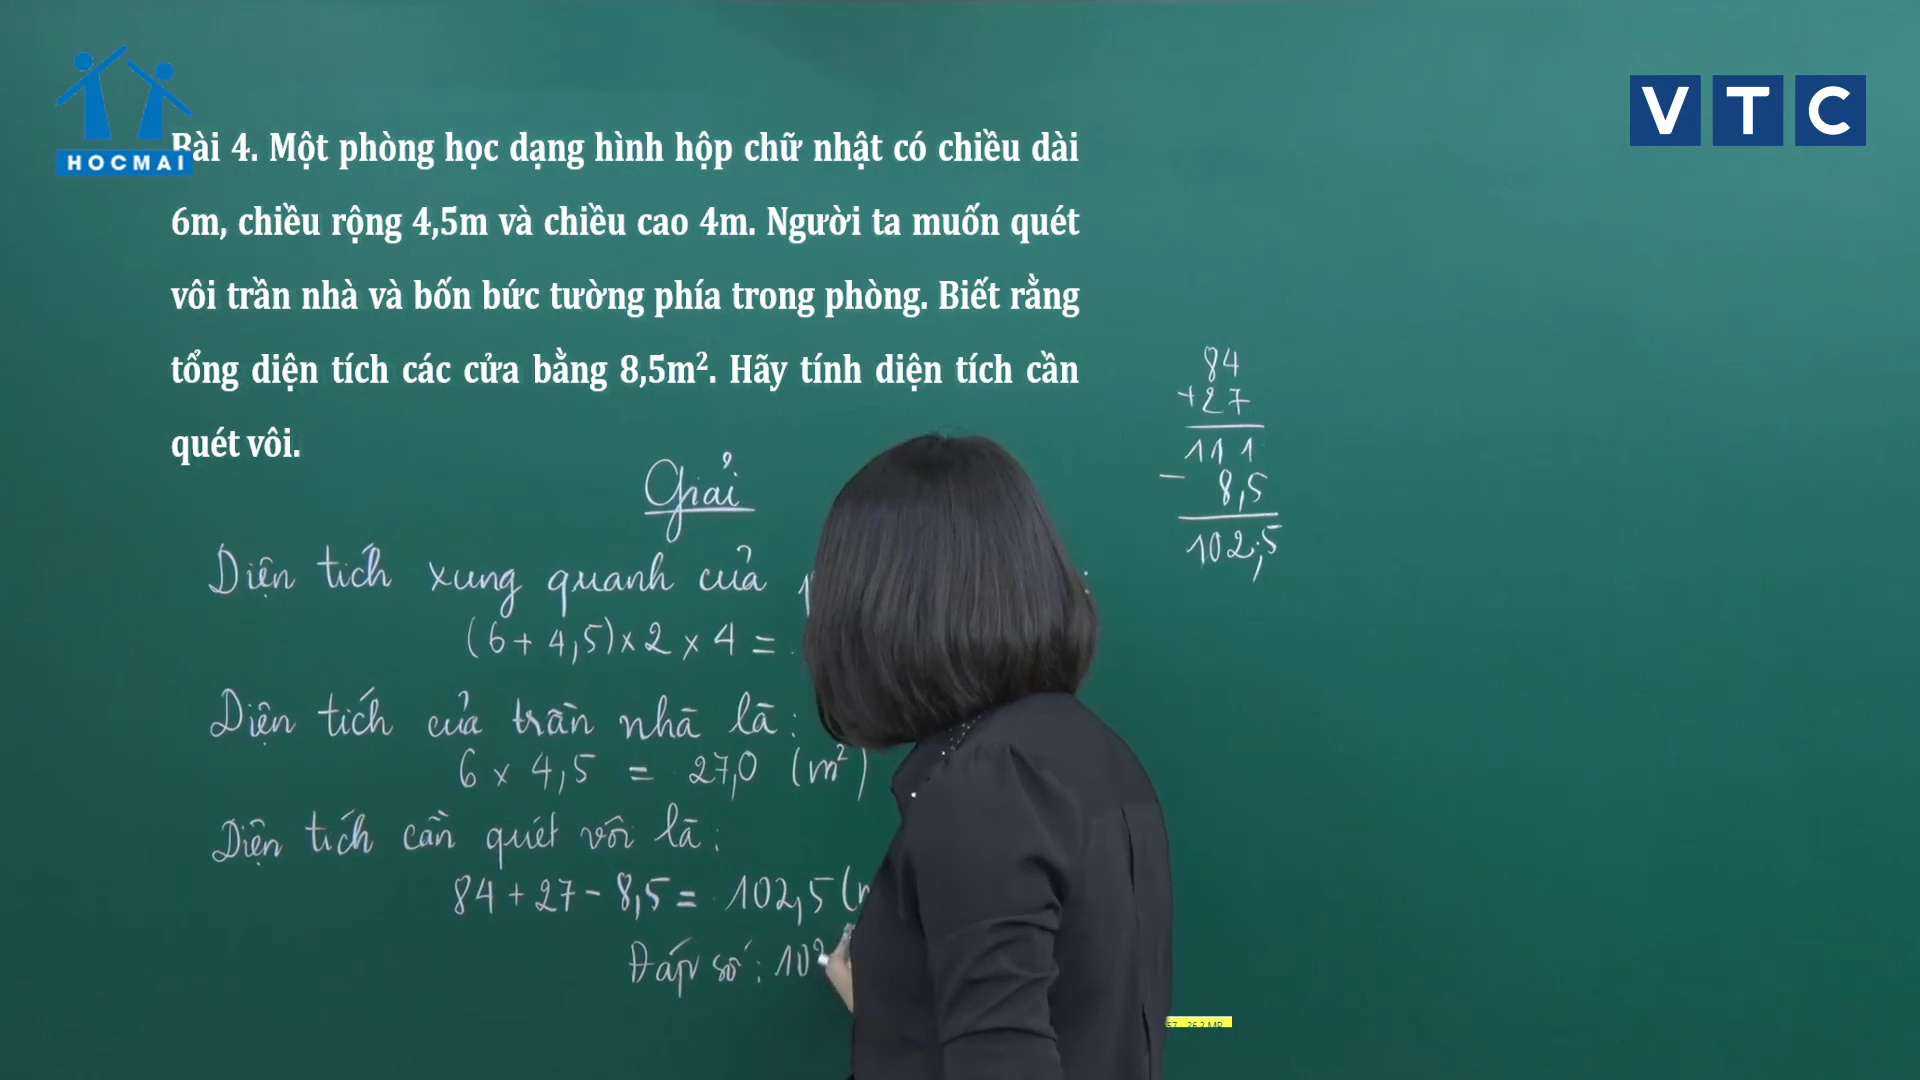 HOCMAI
VTC
Bài 4. Một phòng học dạng hình hộp chữ nhật có chiều dài
6m, chiều rộng 4,5m và chiều cao 4m. Người ta muốn quét
vôi trần nhà và bốn bức tường phía trong phòng. Biết rằng
tổng diện tích các cửa bằng 8,5m². Hãy tính diện tích cần
quét vôi.
Giải
Diện tích xung quanh của
(6 + 4,5) x 2 x 4 =
Diện tích của trần nhà là:
6 x 4,5 = 27,0 (m²)
Diện tích cần quét vôi là:
84 + 27 - 8,5 = 102,5 (
Đáp số: 10
84
+ 27
111
- 8,5
102,5